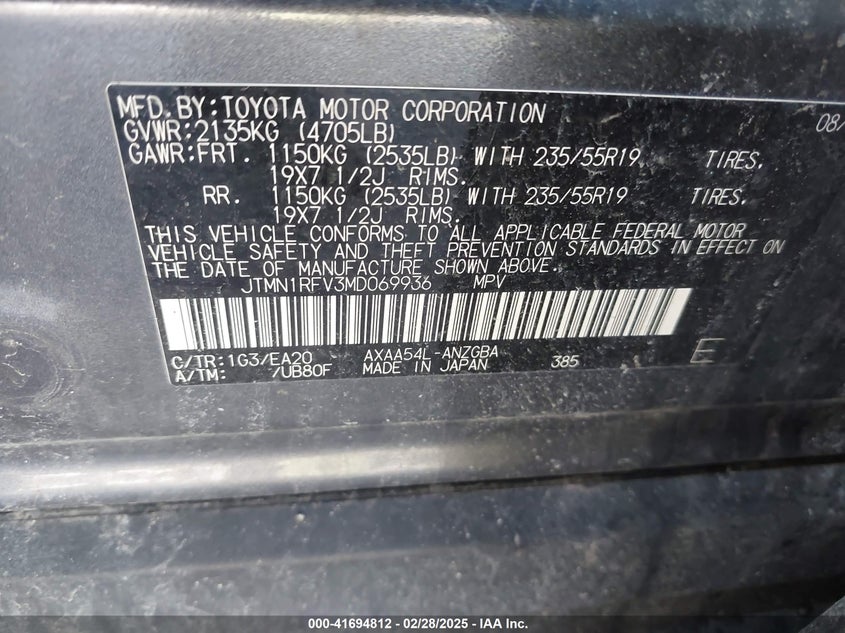 MFD.BY:TOYOTA MOTOR CORPORATION 08/
GVWR:2135KG (4705LB)
GAWR:FRT. 1150KG (2535LB) WITH 235/55R19 TIRES.
19X7 1/2J RIMS.
RR. 1150KG (2535LB) WITH 235/55R19 TIRES.
19X7 1/2J RIMS.
THIS VEHICLE CONFORMS TO ALL APPLICABLE FEDERAL MOTOR
VEHICLE SAFETY AND THEFT PREVENTION STANDARDS IN EFFECT ON
THE DATE OF MANUFACTURE SHOWN ABOVE.
JTMN1RFV3MD069936 MPV
C/TR:1G3/EA20 AXAA54L-ANZGBA
A/TM: /UB80F MADE IN JAPAN 385 E
000-41694812 - 02/28/2025 - IAA Inc.